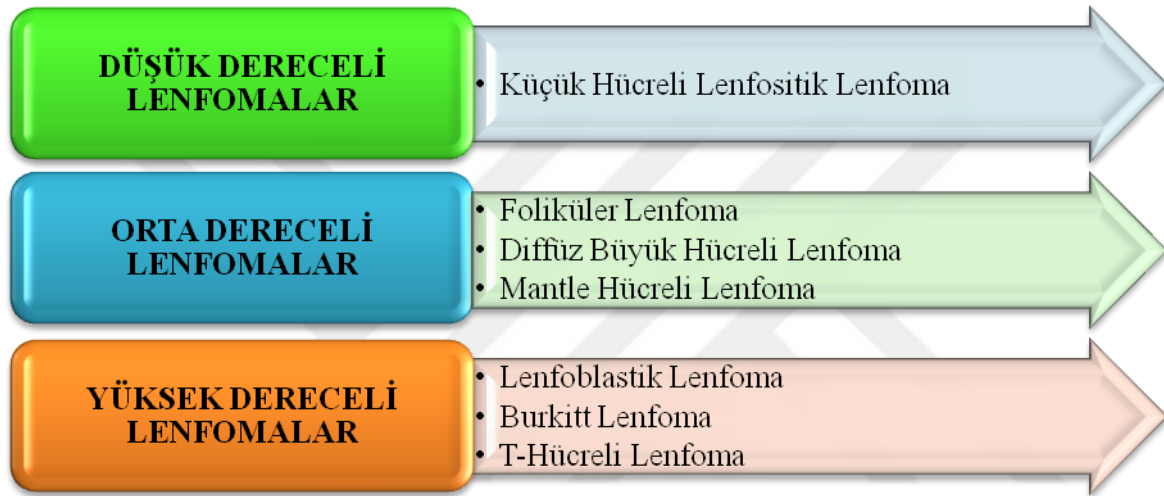 DÜŞÜK DERECELİ
LENFOMALAR
• Küçük Hücreli Lenfositik Lenfoma
ORTA DERECELİ
LENFOMALAR
• Foliküler Lenfoma
• Diffüz Büyük Hücreli Lenfoma
• Mantle Hücreli Lenfoma
YÜKSEK DERECELİ
LENFOMALAR
• Lenfoblastik Lenfoma
• Burkitt Lenfoma
• T-Hücreli Lenfoma